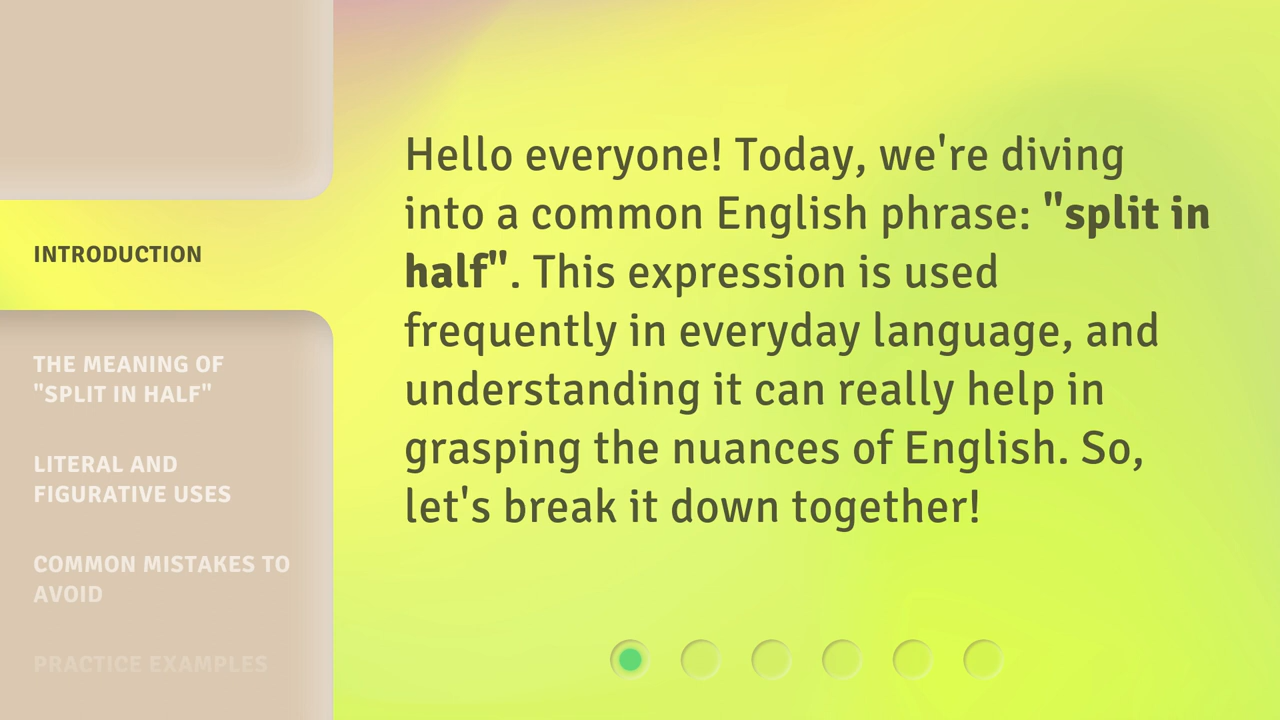 INTRODUCTION
THE MEANING OF
"SPLIT IN HALF"
LITERAL AND
FIGURATIVE USES
COMMON MISTAKES TO
AVOID
PRACTICE EXAMPLES
Hello everyone! Today, we're diving
into a common English phrase: "split in
half". This expression is used
frequently in everyday language, and
understanding it can really help in
grasping the nuances of English. So,
let's break it down together!